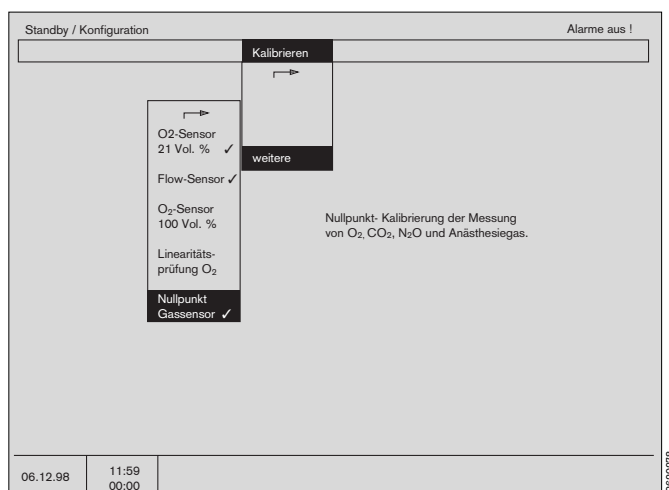 Standby / Konfiguration
Alarme aus !
Kalibrieren
weitere
O2-Sensor
21 Vol. % ✓
Flow-Sensor ✓
O₂-Sensor
100 Vol. %
Linearitäts-
prüfung O₂
Nullpunkt
Gassensor ✓
Nullpunkt- Kalibrierung der Messung
von O₂, CO₂, N₂O und Anästhesiegas.
06.12.98
11:59
00:00